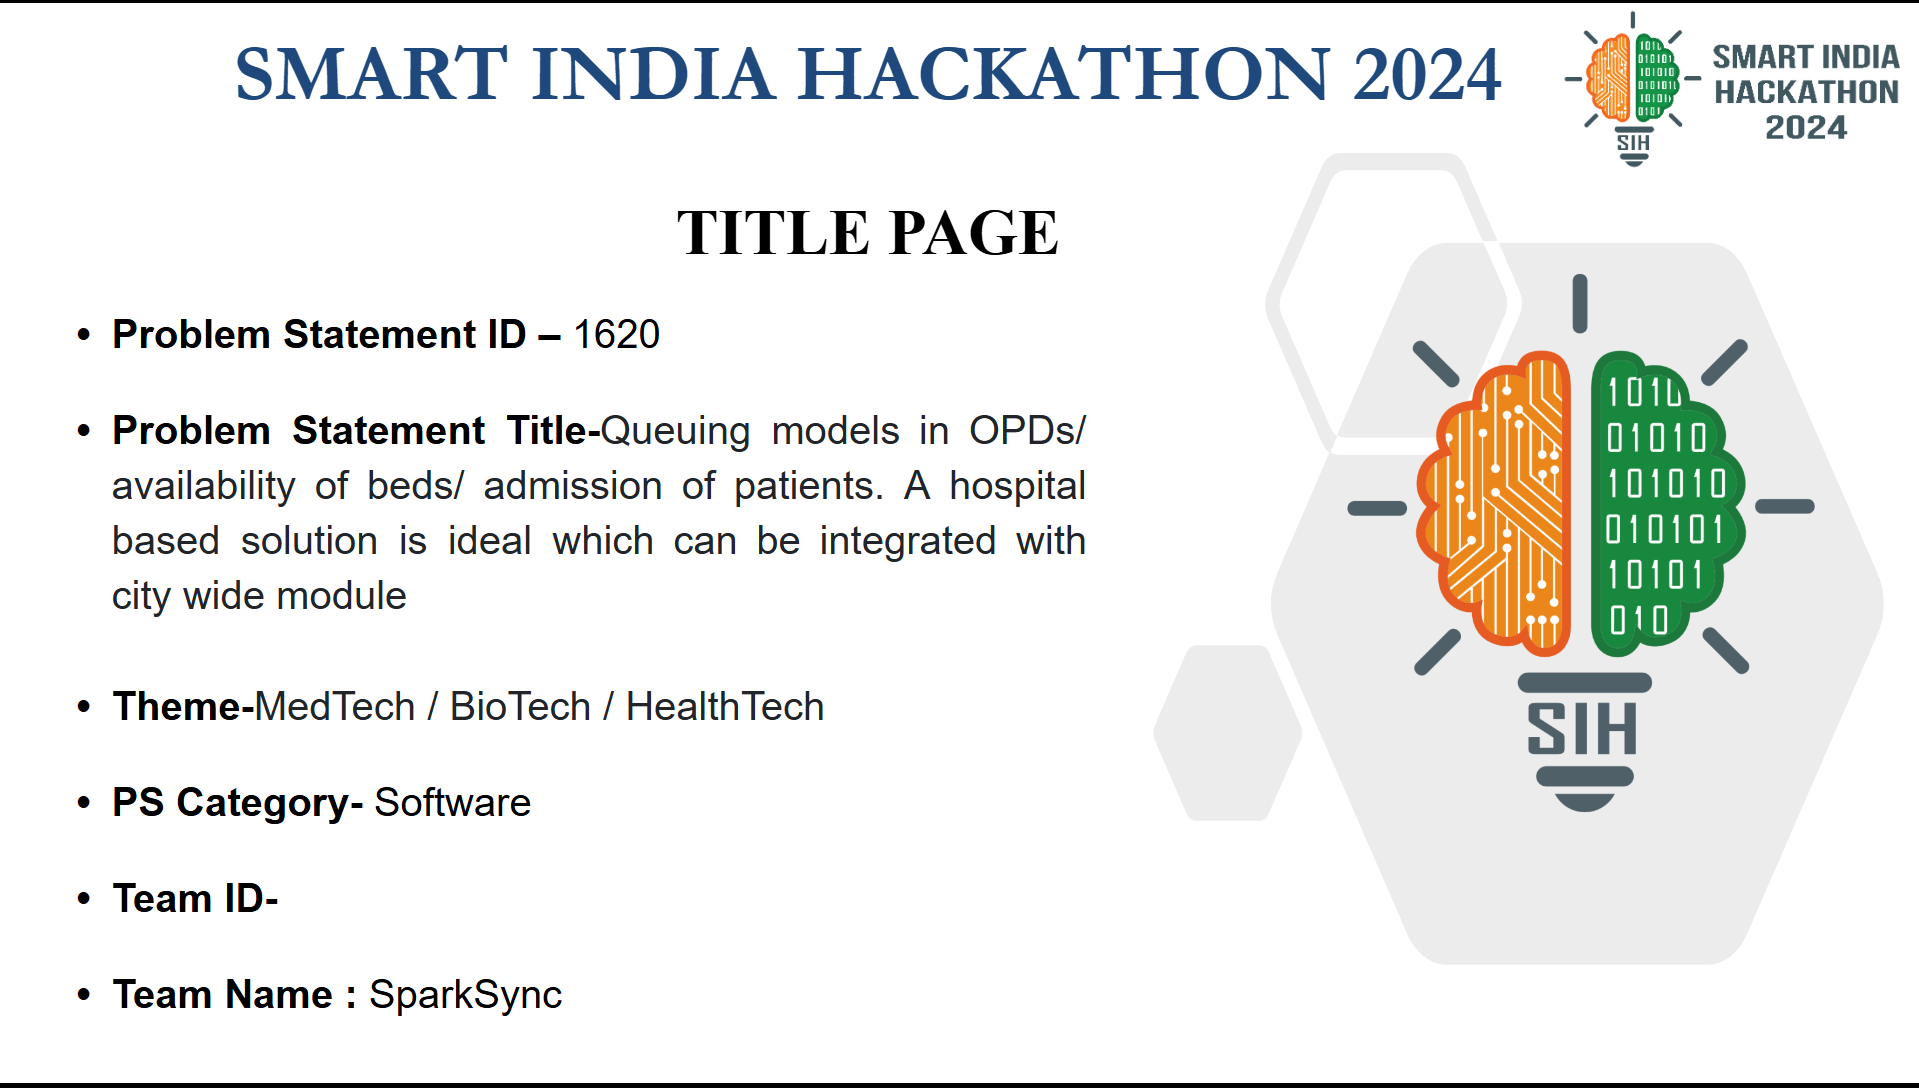 SMART INDIA HACKATHON 2024
SMART INDIA
HACKATHON
2024
SIH
TITLE PAGE
• Problem Statement ID – 1620
• Problem Statement Title-Queuing models in OPDs/
availability of beds/ admission of patients. A hospital
based solution is ideal which can be integrated with
city wide module
• Theme-MedTech / BioTech / HealthTech
• PS Category- Software
• Team ID-
• Team Name : SparkSync
01010
101010
010101
10101
010
SIH